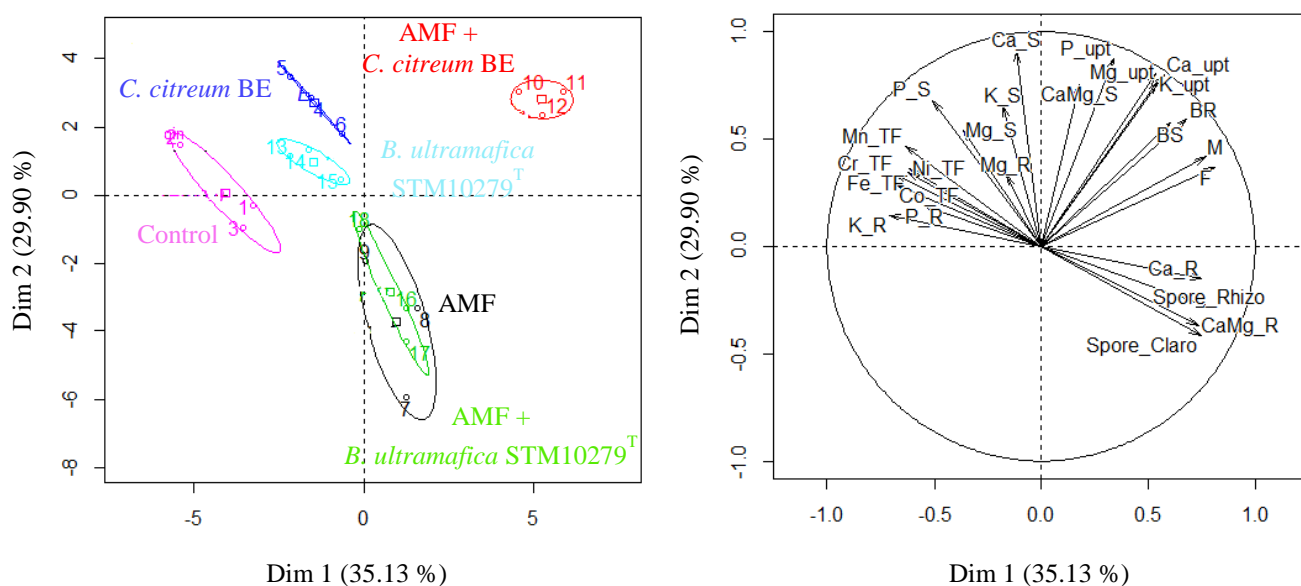 AMF +
C. citreum BE
C. citreum BE
5
4
6
10
11
12
13
14
15
B. ultramafica
STM10279T
2
1
3
Control
18
9
16
8
17
7
AMF
AMF +
B. ultramafica STM10279T
4
2
0
-2
-4
-6
-8
-5
0
5
Dim 2 (29.90 %)
Dim 1 (35.13 %)
1.0
0.5
0.0
-0.5
-1.0
-1.0
-0.5
0.0
0.5
1.0
Dim 2 (29.90 %)
Dim 1 (35.13 %)
Ca_S
P_upt
Mg_upt
Ca_upt
K_upt
P_S
K_S
CaMg_S
BR
Mn_TF
Mg_S
BS
M
Cr_TF
Ni_TF
Mg_R
F
Fe_TF
Co_TF
K_R
P_R
Ca_R
Spore_Rhizo
CaMg_R
Spore_Claro